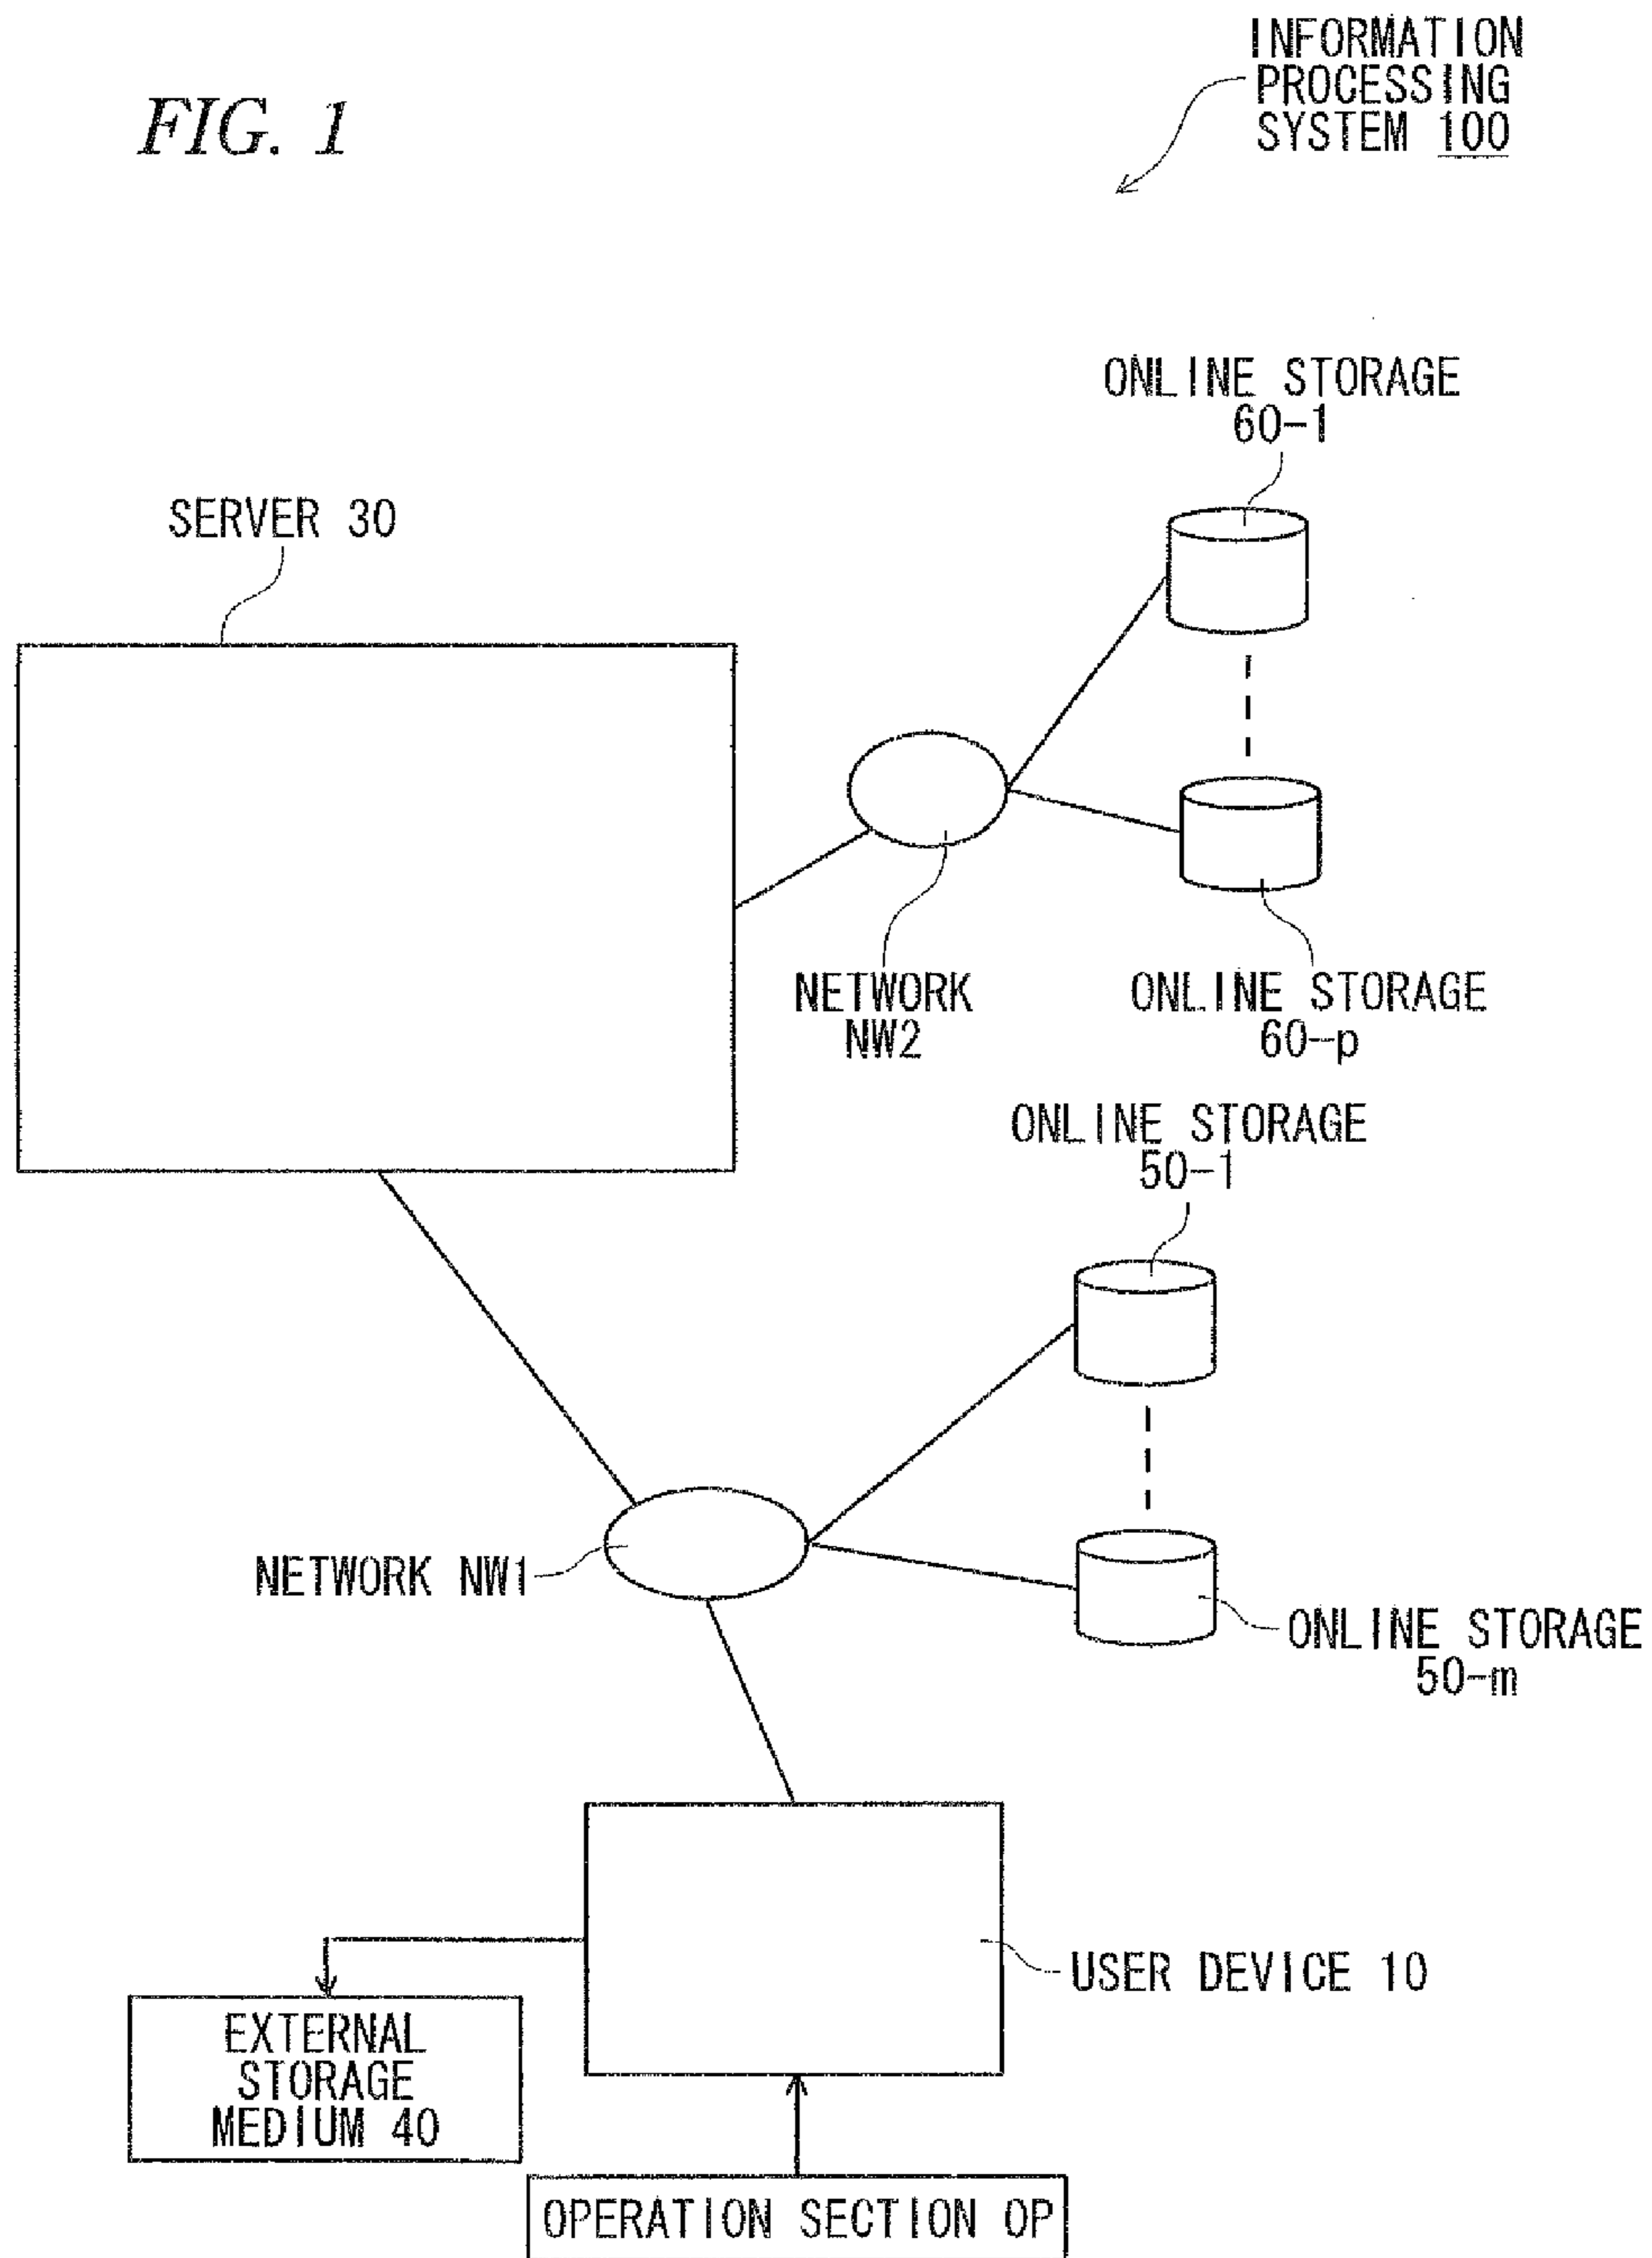 FIG. 1
INFORMATION
PROCESSING
SYSTEM 100
ONLINE STORAGE
60-1
SERVER 30
NETWORK
NW2
ONLINE STORAGE
60-p
ONLINE STORAGE
50-1
NETWORK NW1
ONLINE STORAGE
50-m
USER DEVICE 10
EXTERNAL
STORAGE
MEDIUM 40
OPERATION SECTION OP